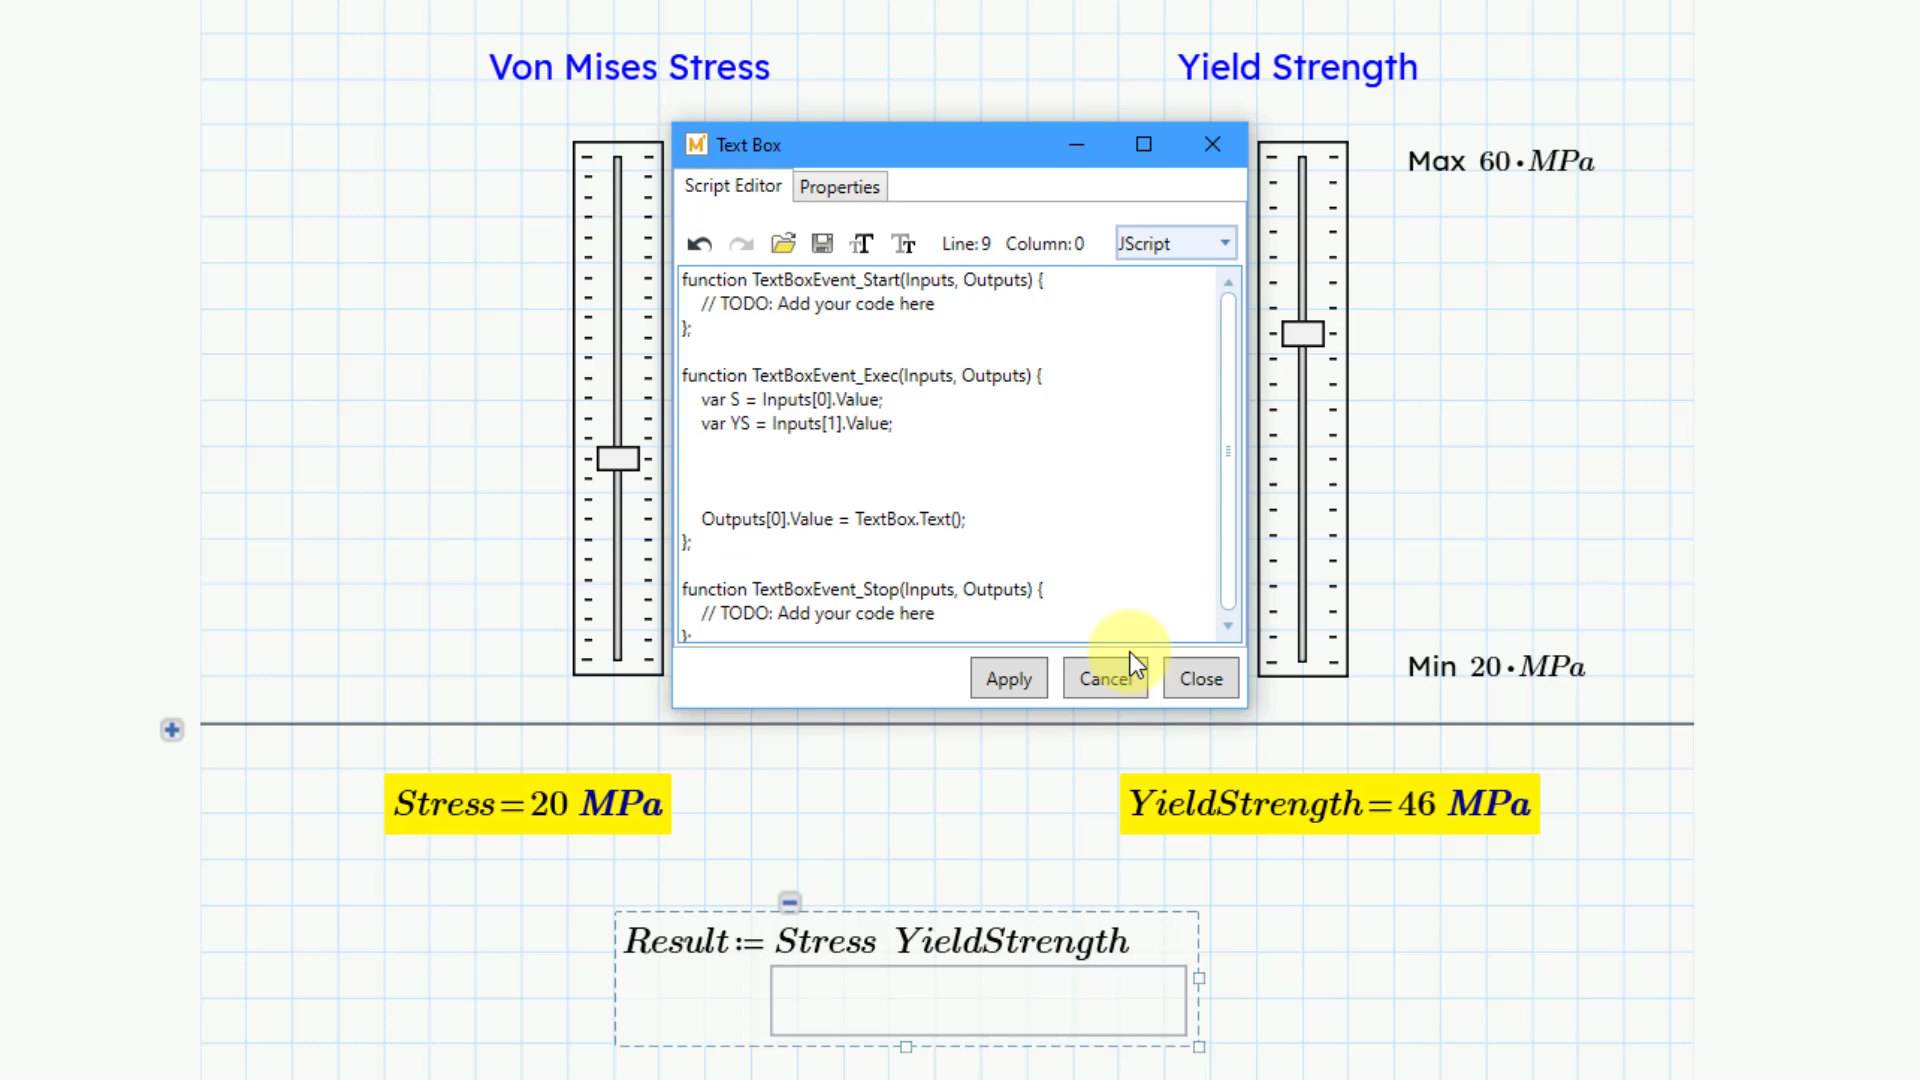 Von Mises Stress
Yield Strength
Text Box
Script Editor Properties
Line: 9 Column: 0 JScript
function TextBoxEvent_Start(Inputs, Outputs) {
// TODO: Add your code here
};
function TextBoxEvent_Exec(Inputs, Outputs) {
var S = Inputs[0].Value;
var YS = Inputs[1].Value;
Outputs[0].Value = TextBox.Text();
};
function TextBoxEvent_Stop(Inputs, Outputs) {
// TODO: Add your code here
};
Apply Cancel Close
Max 60·MPa
Min 20·MPa
Stress=20 MPa
YieldStrength=46 MPa
Result:= Stress YieldStrength